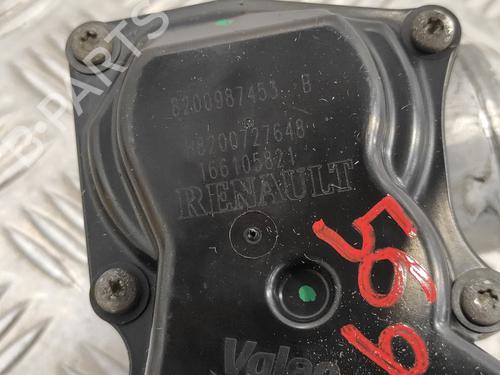 8200987453 B
H8200727648
166105821
RENAULT
569
Valeo
B-PARTS